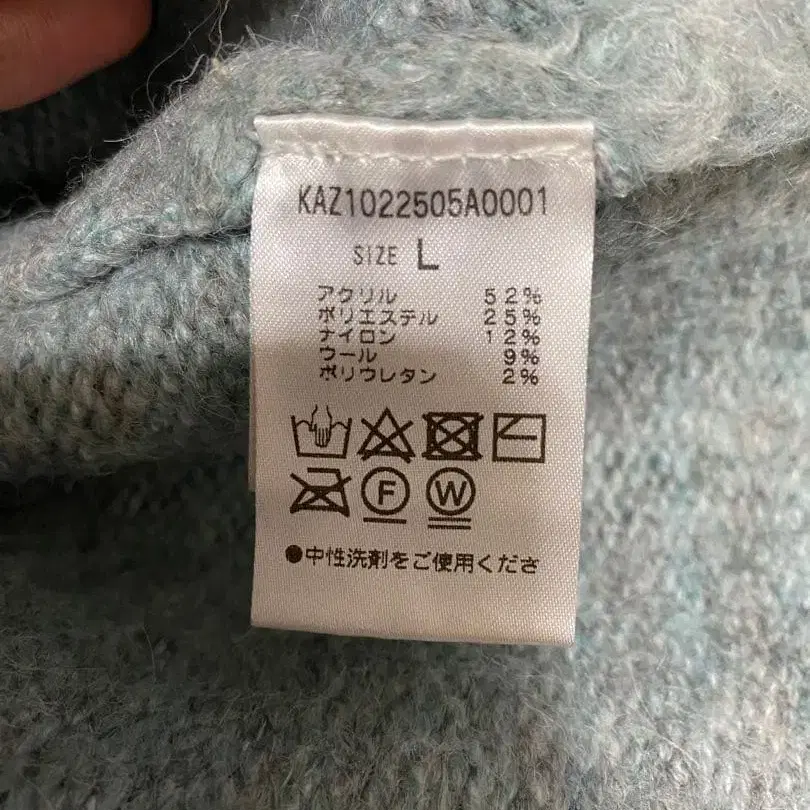 KAZ1022505A0001
SIZE L
アクリル 52%
ポリエステル 25%
ナイロン 12%
ウール 9%
ポリウレタン 2%
F W
●中性洗剤をご使用くださ